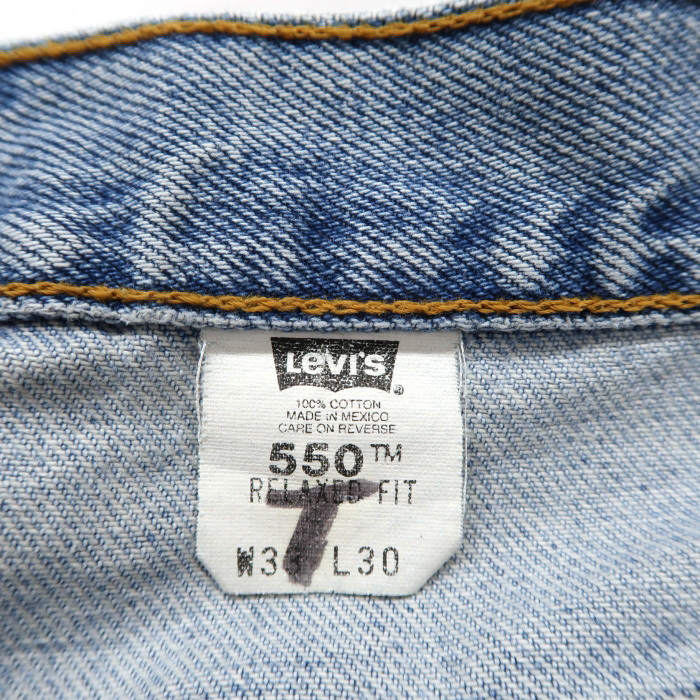 Levi's
100% COTTON
MADE IN MEXICO
CARE ON REVERSE
550™
RELAXED FIT
L30